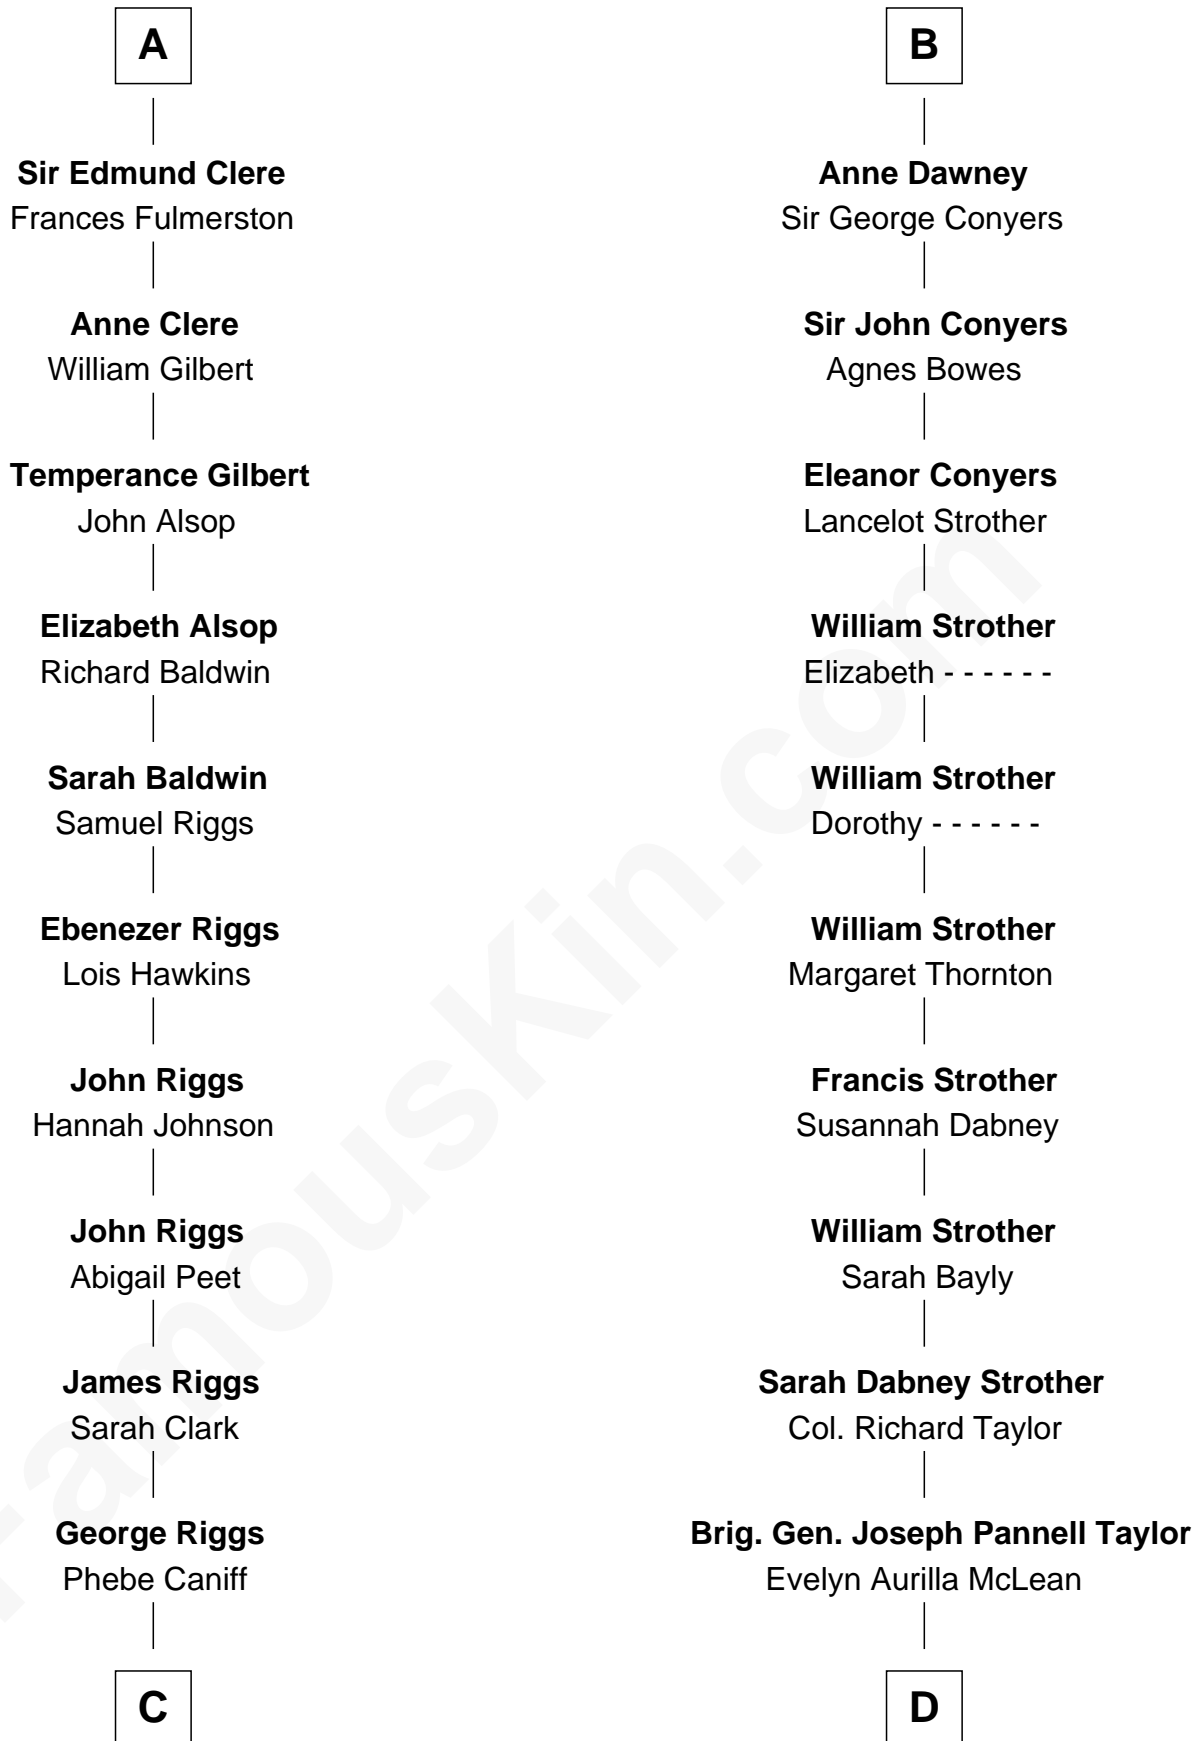 A
Sir Edmund Clere
Frances Fulmerston
Anne Clere
William Gilbert
Temperance Gilbert
John Alsop
Elizabeth Alsop
Richard Baldwin
Sarah Baldwin
Samuel Riggs
Ebenezer Riggs
Lois Hawkins
John Riggs
Hannah Johnson
John Riggs
Abigail Peet
James Riggs
Sarah Clark
George Riggs
Phebe Caniff
C
B
Anne Dawney
Sir George Conyers
Sir John Conyers
Agnes Bowes
Eleanor Conyers
Lancelot Strother
William Strother
Elizabeth - - - - - -
William Strother
Dorothy - - - - - -
William Strother
Margaret Thornton
Francis Strother
Susannah Dabney
William Strother
Sarah Bayly
Sarah Dabney Strother
Col. Richard Taylor
Brig. Gen. Joseph Pannell Taylor
Evelyn Aurilla McLean
D
FamousKin.com